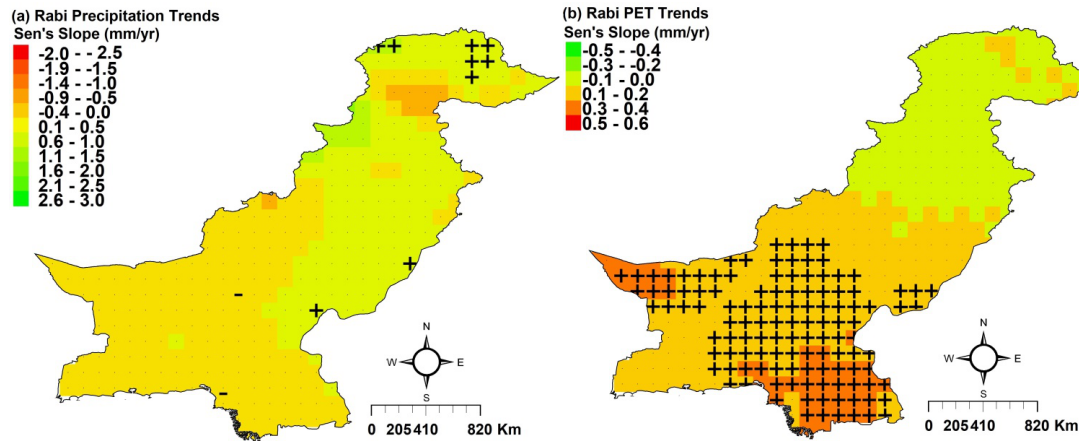 (a) Rabi Precipitation Trends
Sen's Slope (mm/yr)
-2.0 - - 2.5
-1.9 - -1.5
-1.4 - -1.0
-0.9 - -0.5
-0.4 - 0.0
0.1 - 0.5
0.6 - 1.0
1.1 - 1.5
1.6 - 2.0
2.1 - 2.5
2.6 - 3.0
N
W E
S
0 205 410 820 Km
(b) Rabi PET Trends
Sen's Slope (mm/yr)
-0.5 - -0.4
-0.3 - -0.2
-0.1 - 0.0
0.1 - 0.2
0.3 - 0.4
0.5 - 0.6
N
W E
S
0 205 410 820 Km